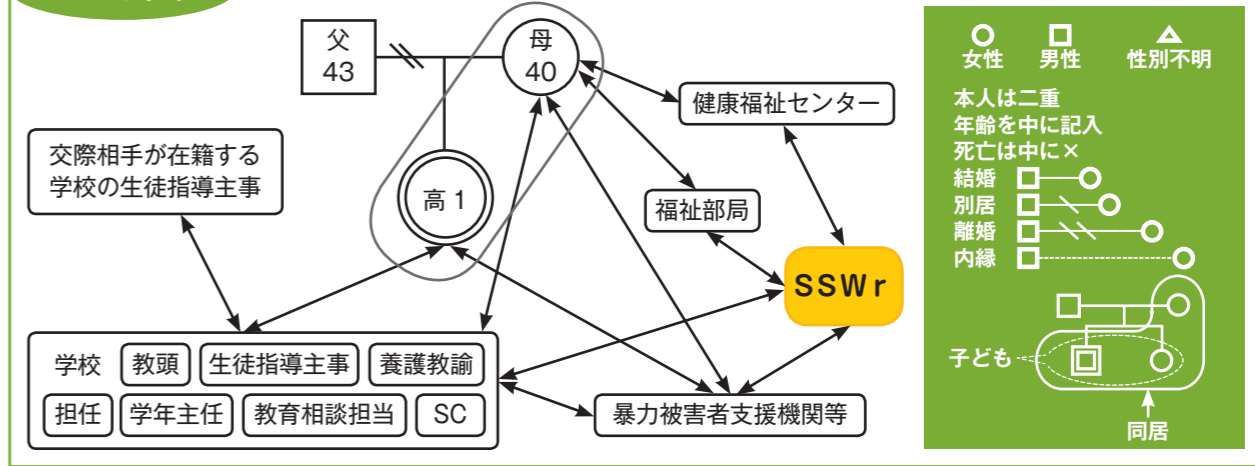 父
43
母
40
高 1
交際相手が在籍する
学校の生徒指導主事
健康福祉センター
福祉部局
SSWr
学校 教頭 生徒指導主事 養護教諭
担任 学年主任 教育相談担当 SC
暴力被害者支援機関等
女性 男性 性別不明
本人は二重
年齢を中に記入
死亡は中に×
結婚
別居
離婚
内縁
子ども
同居